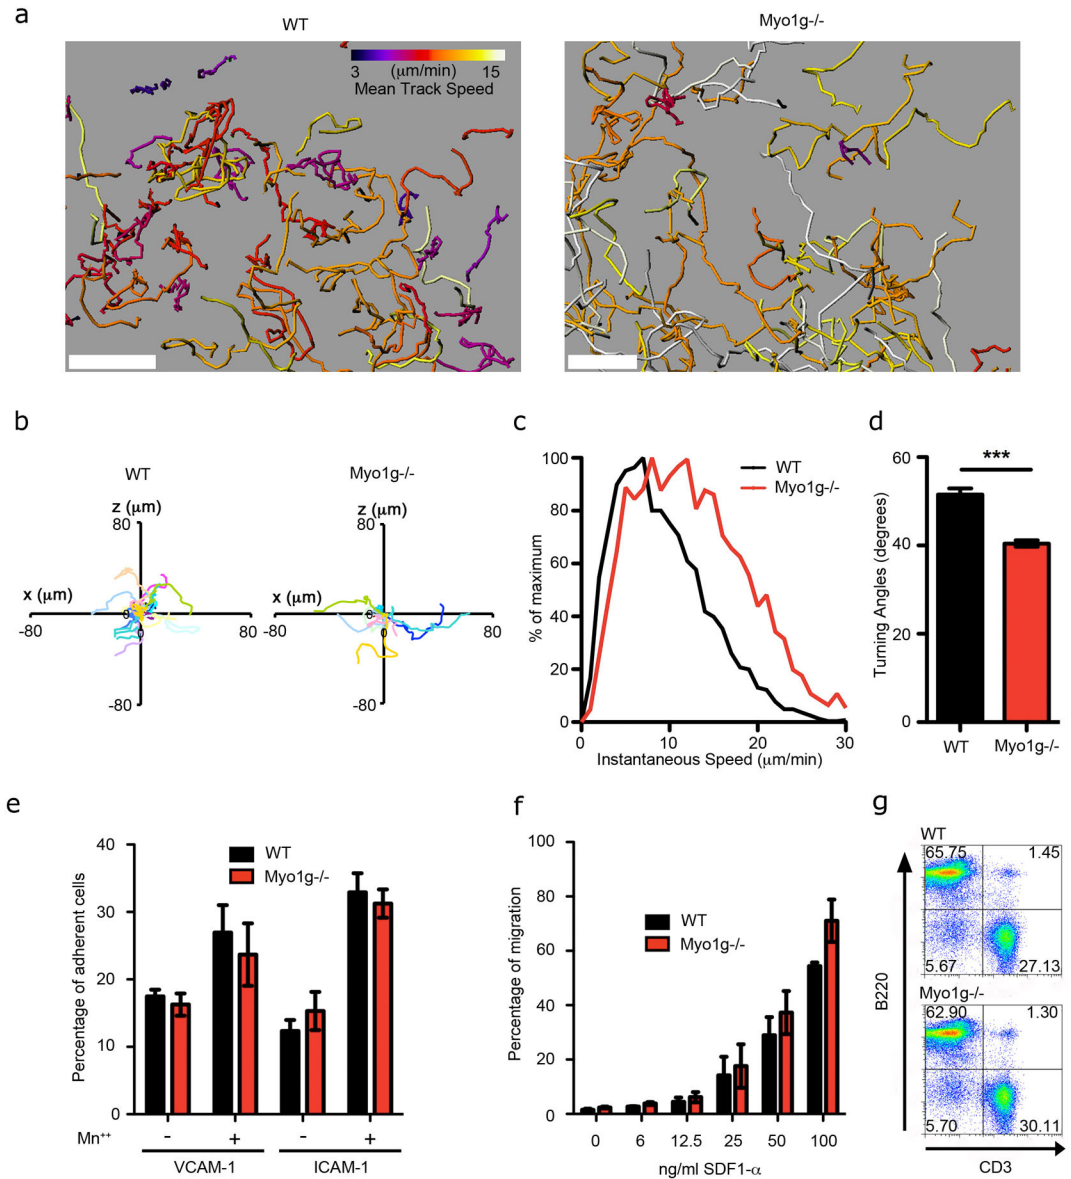 a
WT
Myo1g-/-
3 (μm/min) 15
Mean Track Speed
b
WT
z (μm)
80
x (μm)
-80
0
80
-80
Myo1g-/-
z (μm)
80
x (μm)
-80
0
80
-80
c
% of maximum
100
80
60
40
20
0
0 10 20 30
Instantaneous Speed (μm/min)
WT
Myo1g-/-
d
Turning Angles (degrees)
60
40
20
0
***
WT Myo1g-/-
e
Percentage of adherent cells
40
30
20
10
0
WT
Myo1g-/-
Mn++ - + - +
VCAM-1 ICAM-1
f
Percentage of migration
100
80
60
40
20
0
WT
Myo1g-/-
0 6 12.5 25 50 100
ng/ml SDF1-α
g
WT
65.75 1.45
5.67 27.13
Myo1g-/-
62.90 1.30
5.70 30.11
B220
CD3